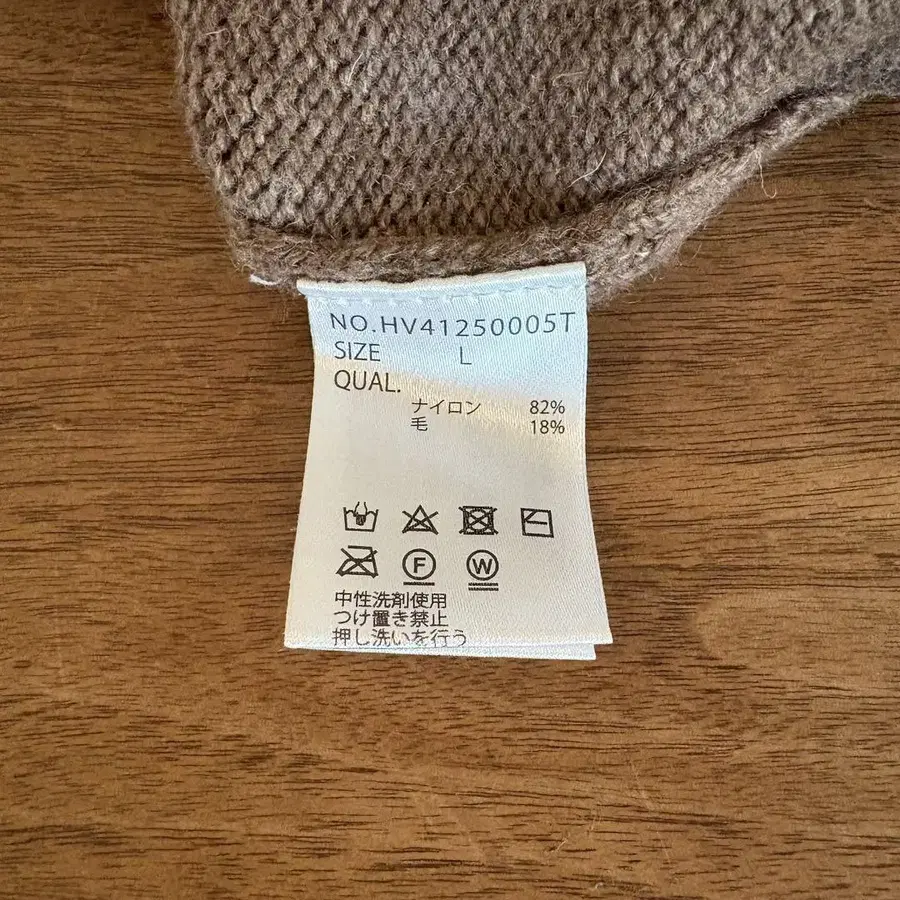 NO.HV41250005T
SIZE L
QUAL.
ナイロン 82%
毛 18%
F W
中性洗剤使用
つけ置き禁止
押し洗いを行う